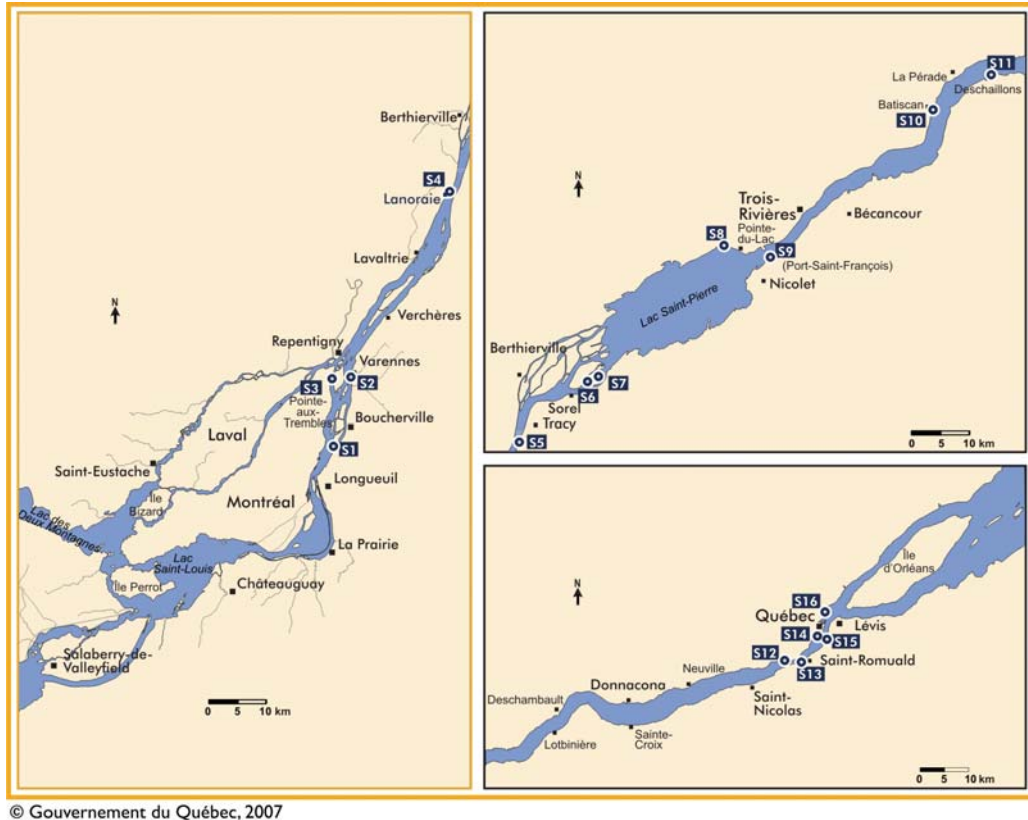 Berthierville
S4
Lanoraie
Lavaltrie
N
Verchères
Repentigny
Varennes
S3
S2
Pointe-
aux-
Trembles
Boucherville
Laval
S1
Saint-Eustache
Longueuil
Montréal
Île
Bizard
Lac des
Deux Montagnes
Lac
Saint-Louis
La Prairie
Île Perrot
Châteauguay
Salaberry-de-
Valleyfield
0 5 10 km
S11
La Pérade
Deschaillons
Batiscan
S10
N
Trois-
Rivières
Bécancour
S8
Pointe-
du-Lac
S9
(Port-Saint-François)
Nicolet
Lac Saint-Pierre
Berthierville
S7
S6
Sorel
Tracy
S5
0 5 10 km
Île
d'Orléans
N
S16
Québec
Lévis
S14
S15
S12
Saint-Romuald
S13
Neuville
Saint-
Nicolas
Donnacona
Deschambault
Sainte-
Croix
Lotbinière
0 5 10 km
© Gouvernement du Québec, 2007